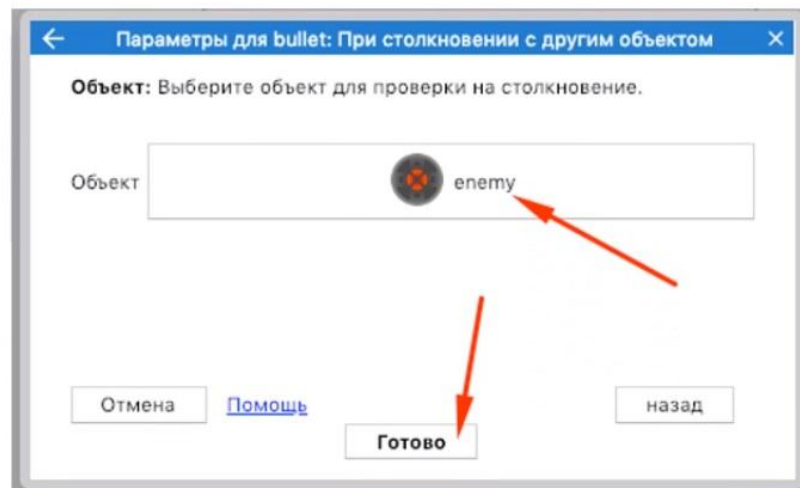 Параметры для bullet: При столкновении с другим объектом
Объект: Выберите объект для проверки на столкновение.
Объект enemy
Отмена Помощь назад
Готово